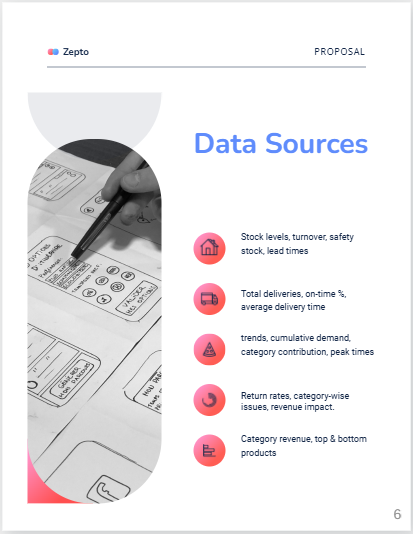 Zepto
PROPOSAL
Data Sources
Stock levels, turnover, safety
stock, lead times
Total deliveries, on-time %,
average delivery time
trends, cumulative demand,
category contribution, peak times
Return rates, category-wise
issues, revenue impact.
Category revenue, top & bottom
products
OPTIONS
6